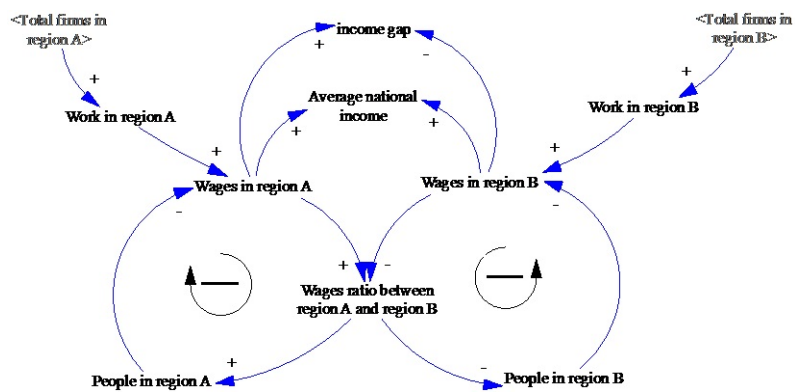 <Total firms in
region A>
income gap
<Total firms in
region B>
+
+
-
+
+
Average national
income
Work in region A
Work in region B
+
+
+
+
Wages in region A
Wages in region B
-
-
+
-
Wages ratio between
region A and region B
+
-
People in region A
People in region B